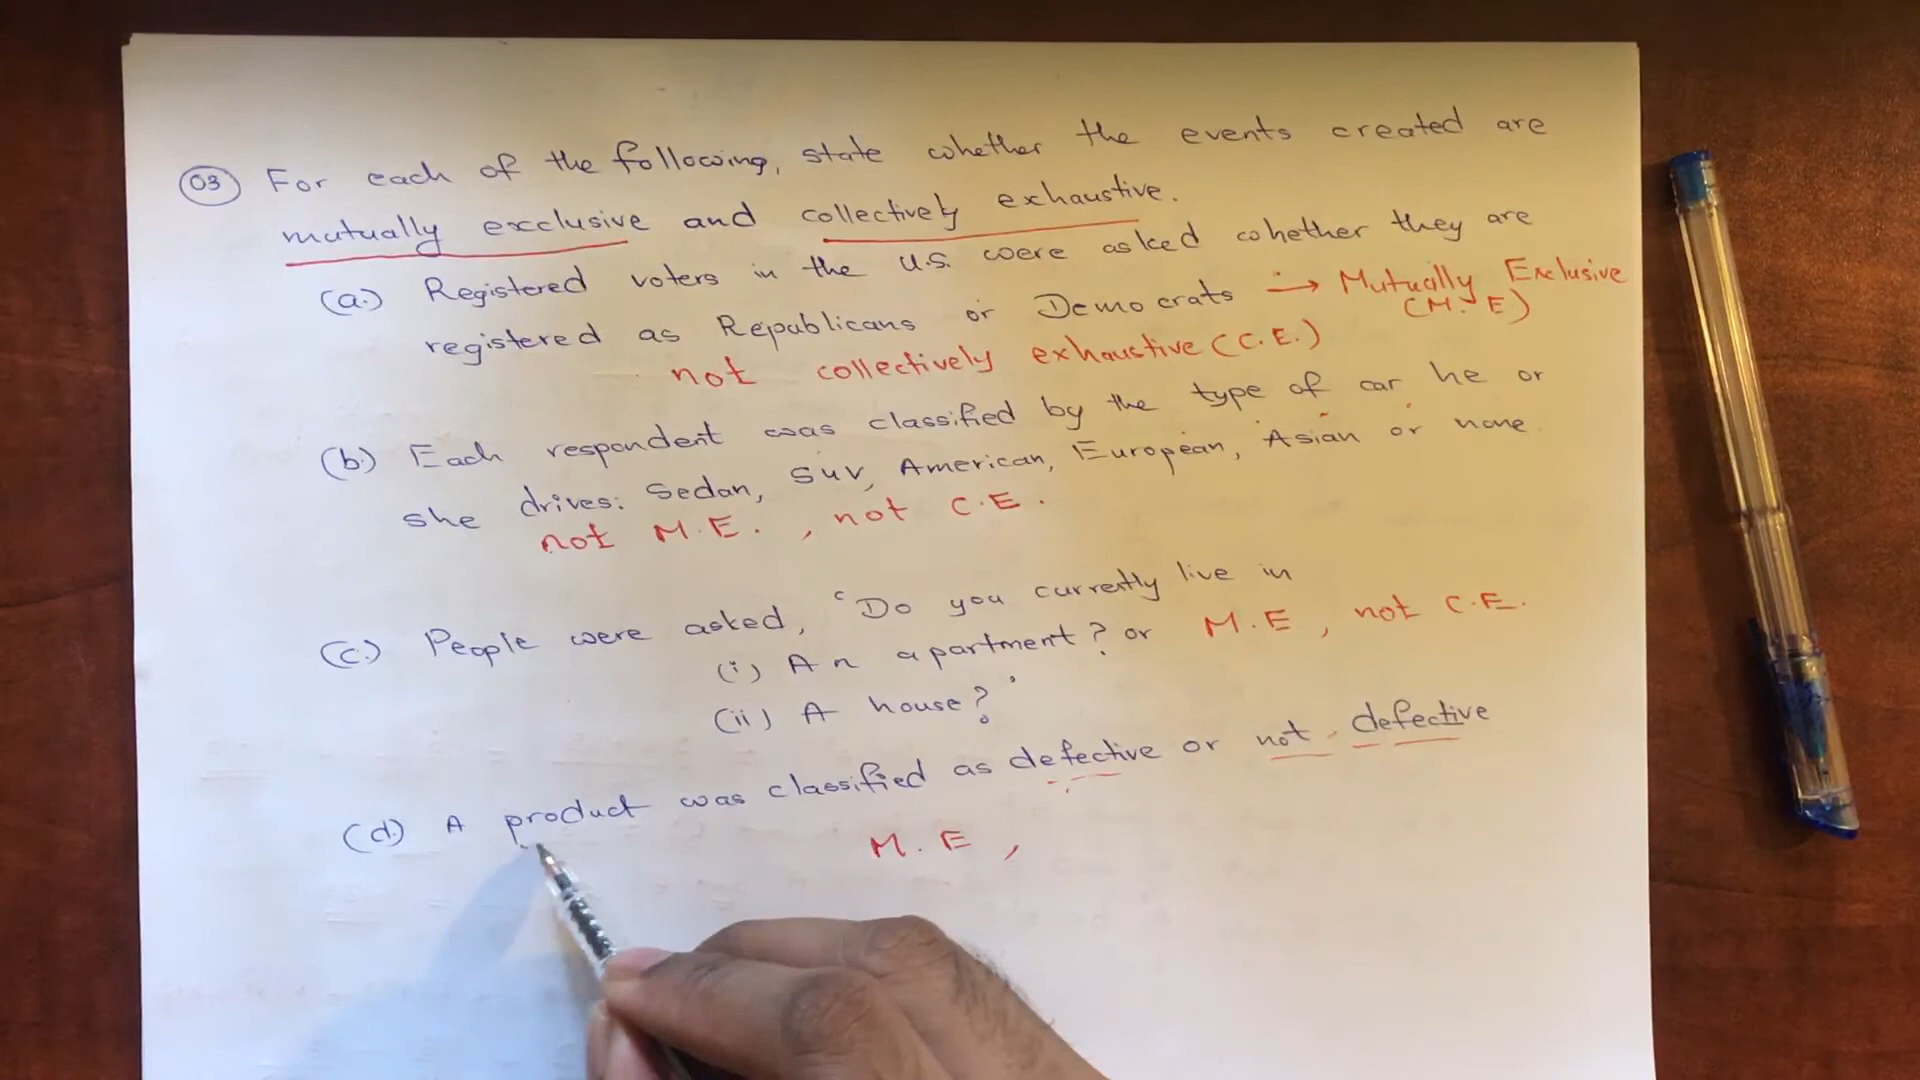 03 For each of the following, state whether the events created are
mutually exclusive and collectively exhaustive.
(a.) Registered voters in the U.S. were asked whether they are
registered as Republicans or Democrats → Mutually Exclusive
(M.E)
not collectively exhaustive (C.E.)
(b.) Each respondent was classified by the type of car he or
she drives: Sedan, SUV, American, European, Asian or none.
not M.E. , not C.E.
(c.) People were asked, 'Do you currently live in
(i) An apartment? or M.E , not C.E.
(ii) A house?'
(d.) A product was classified as defective or not defective
M.E ,